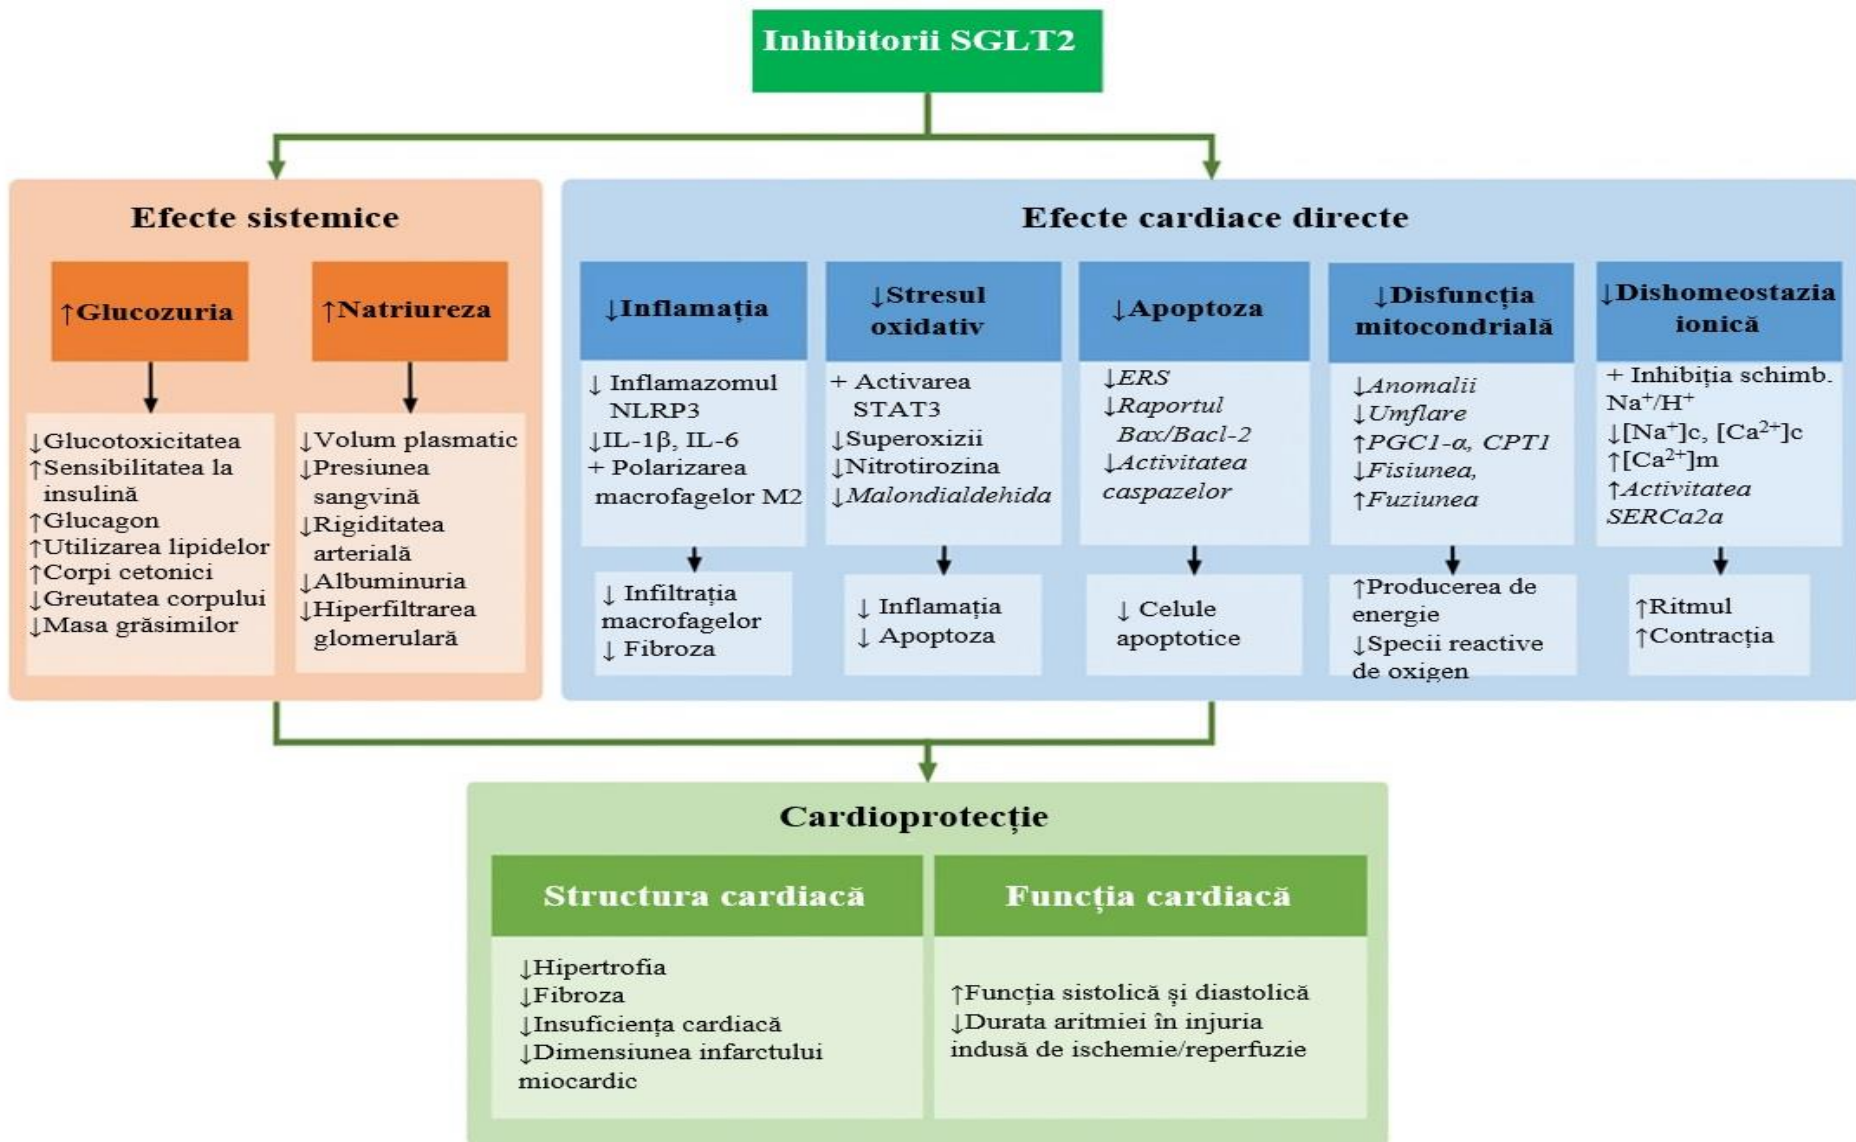 Inhibitorii SGLT2
Efecte sistemice
↑Glucozuria
↓Glucotoxicitatea
↑Sensibilitatea la
insulină
↑Glucagon
↑Utilizarea lipidelor
↑Corpi cetonici
↓Greutatea corpului
↓Masa grăsimilor
↑Natriureza
↓Volum plasmatic
↓Presiunea
sangvină
↓Rigiditatea
arterială
↓Albuminuria
↓Hiperfiltrarea
glomerulară
Efecte cardiace directe
↓Inflamația
↓ Inflamazomul
NLRP3
↓IL-1β, IL-6
+ Polarizarea
macrofagelor M2
↓ Infiltrația
macrofagelor
↓ Fibroza
↓Stresul
oxidativ
+ Activarea
STAT3
↓Superoxizii
↓Nitrotirozina
↓Malondialdehida
↓ Inflamația
↓ Apoptoza
↓Apoptoza
↓ERS
↓Raportul
Bax/Bacl-2
↓Activitatea
caspazelor
↓ Celule
apoptotice
↓Disfuncția
mitocondrială
↓Anomalii
↓Umflare
↑PGC1-α, CPT1
↓Fisiunea,
↑Fuziunea
↑Producerea de
energie
↓Specii reactive
de oxigen
↓Dishomeostazia
ionică
+ Inhibiția schimb.
Na⁺/H⁺
↓[Na⁺]c, [Ca²⁺]c
↑[Ca²⁺]m
↑Activitatea
SERCa2a
↑Ritmul
↑Contracția
Cardioprotecție
Structura cardiacă
↓Hipertrofia
↓Fibroza
↓Insuficiența cardiacă
↓Dimensiunea infarctului
miocardic
Funcția cardiacă
↑Funcția sistolică și diastolică
↓Durata aritmiei în injuria
indusă de ischemie/reperfuzie